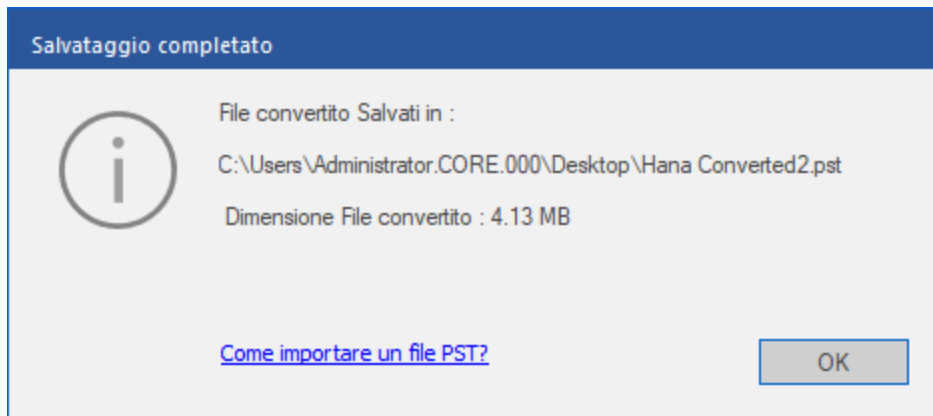 Salvataggio completato
File convertito Salvati in :
C:\Users\Administrator.CORE.000\Desktop\Hana Converted2.pst
Dimensione File convertito : 4.13 MB
Come importare un file PST?
OK